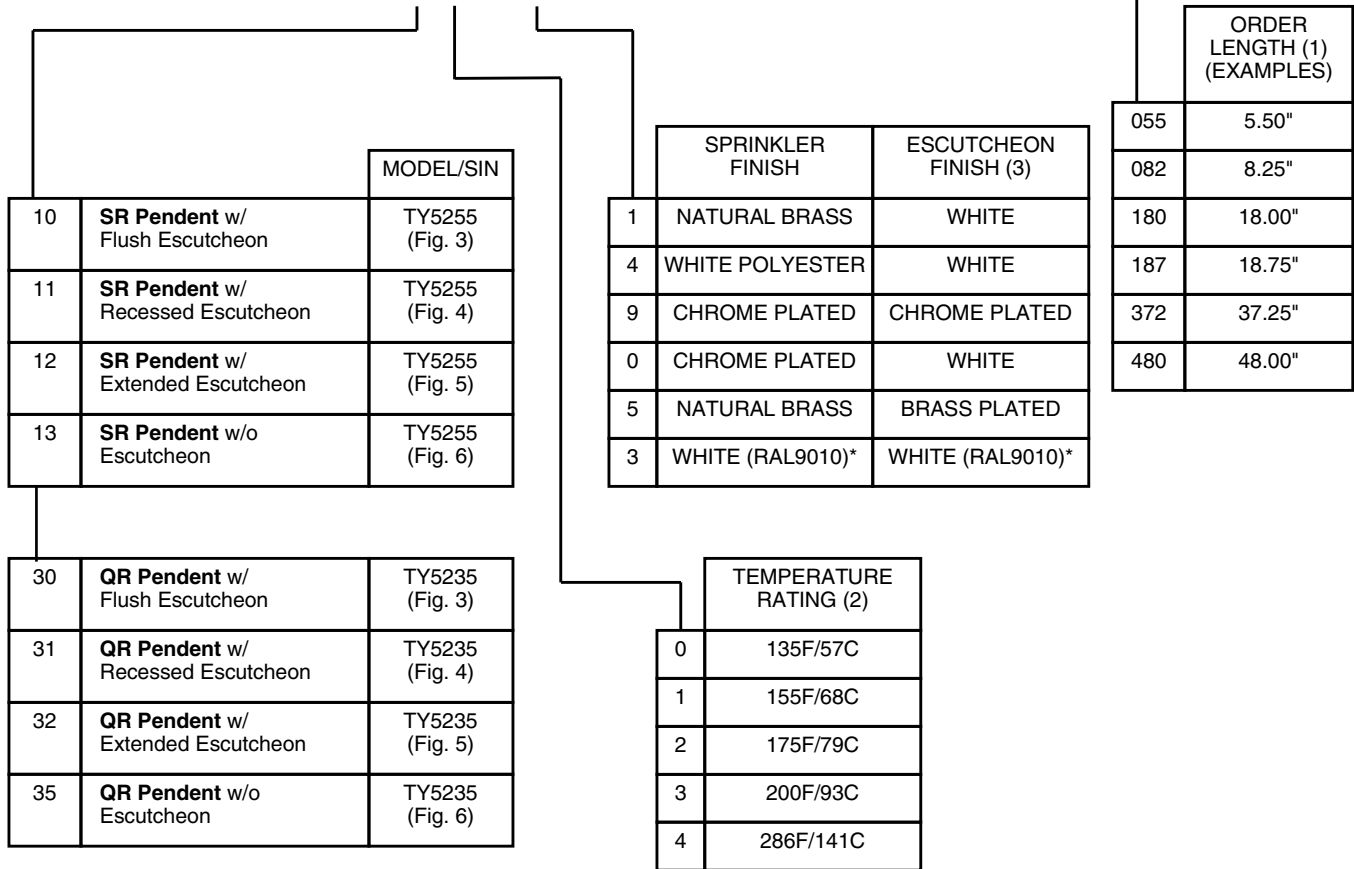 MODEL/SIN
10 SR Pendent w/ TY5255
Flush Escutcheon (Fig. 3)
11 SR Pendent w/ TY5255
Recessed Escutcheon (Fig. 4)
12 SR Pendent w/ TY5255
Extended Escutcheon (Fig. 5)
13 SR Pendent w/o TY5255
Escutcheon (Fig. 6)
30 QR Pendent w/ TY5235
Flush Escutcheon (Fig. 3)
31 QR Pendent w/ TY5235
Recessed Escutcheon (Fig. 4)
32 QR Pendent w/ TY5235
Extended Escutcheon (Fig. 5)
35 QR Pendent w/o TY5235
Escutcheon (Fig. 6)
SPRINKLER ESCUTCHEON
FINISH FINISH (3)
1 NATURAL BRASS WHITE
4 WHITE POLYESTER WHITE
9 CHROME PLATED CHROME PLATED
0 CHROME PLATED WHITE
5 NATURAL BRASS BRASS PLATED
3 WHITE (RAL9010)* WHITE (RAL9010)*
TEMPERATURE
RATING (2)
0 135F/57C
1 155F/68C
2 175F/79C
3 200F/93C
4 286F/141C
ORDER
LENGTH (1)
(EXAMPLES)
055 5.50"
082 8.25"
180 18.00"
187 18.75"
372 37.25"
480 48.00"